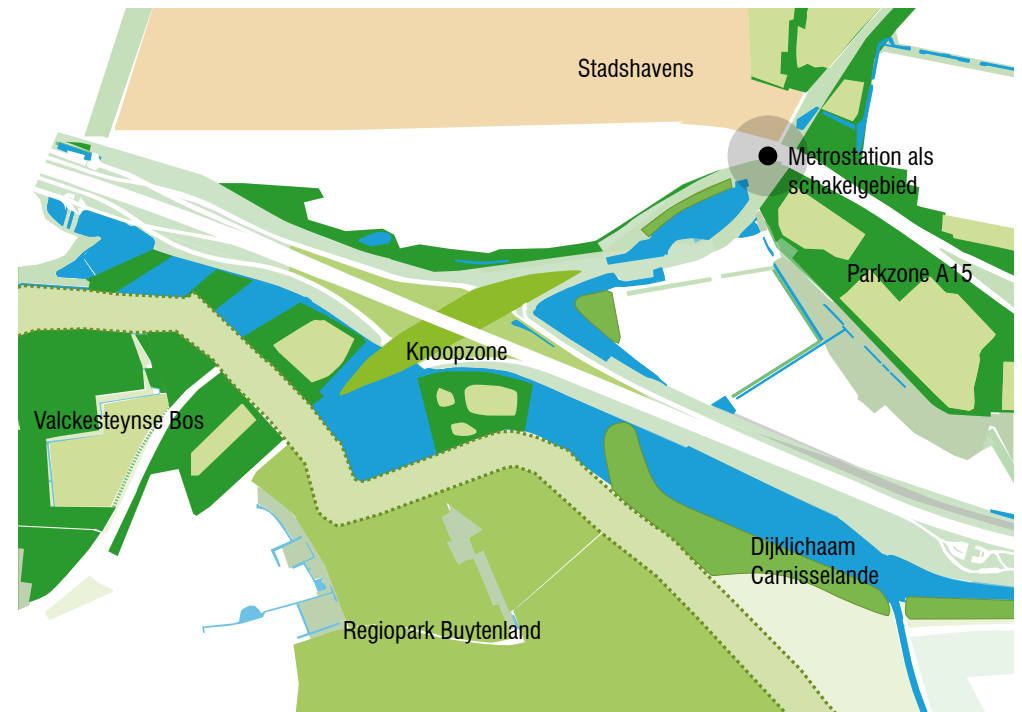 Stadshavens
Metrostation als
schakelgebied
Parkzone A15
Knoopzone
Valckesteynse Bos
Dijklichaam
Carnisselande
Regiopark Buytenland